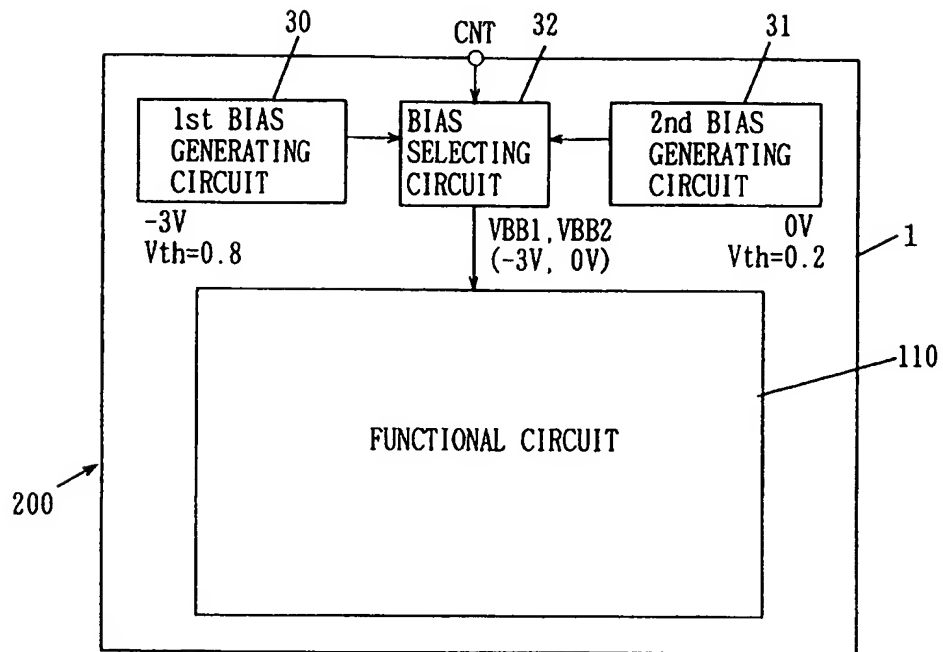 30
CNT
32
31
1st BIAS
GENERATING
CIRCUIT
BIAS
SELECTING
CIRCUIT
2nd BIAS
GENERATING
CIRCUIT
-3V
Vth=0.8
VBB1, VBB2
(-3V, 0V)
0V
Vth=0.2
1
110
FUNCTIONAL CIRCUIT
200